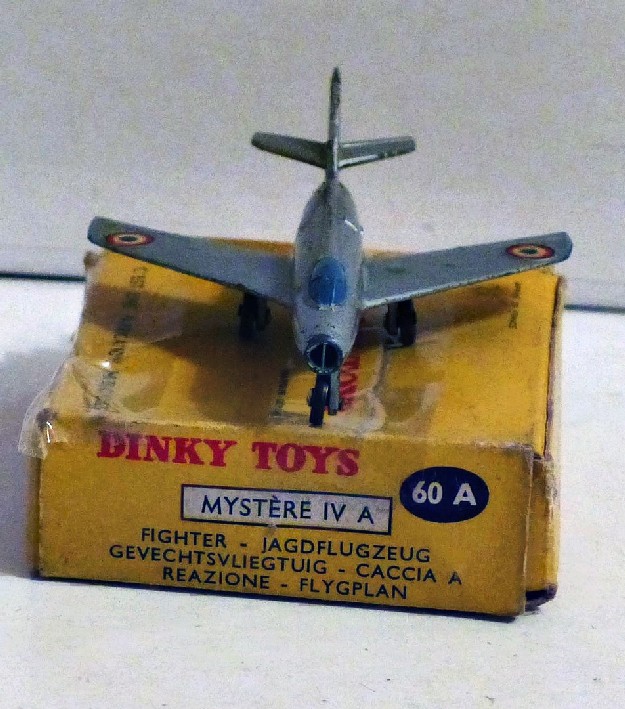 DINKY TOYS
MYSTÈRE IV A
60 A
FIGHTER - JAGDFLUGZEUG
GEVECHTSVLIEGTUIG - CACCIA A
REAZIONE - FLYGPLAN